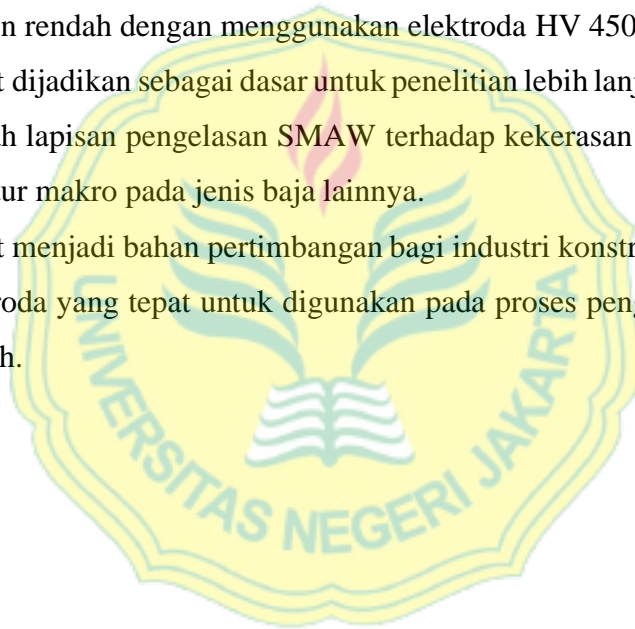 n rendah dengan menggunakan elektroda HV 450
t dijadikan sebagai dasar untuk penelitian lebih lanj
h lapisan pengelasan SMAW terhadap kekerasan
tur makro pada jenis baja lainnya.
t menjadi bahan pertimbangan bagi industri konstr
roda yang tepat untuk digunakan pada proses peng
h.
UNIVERSITAS NEGERI JAKARTA